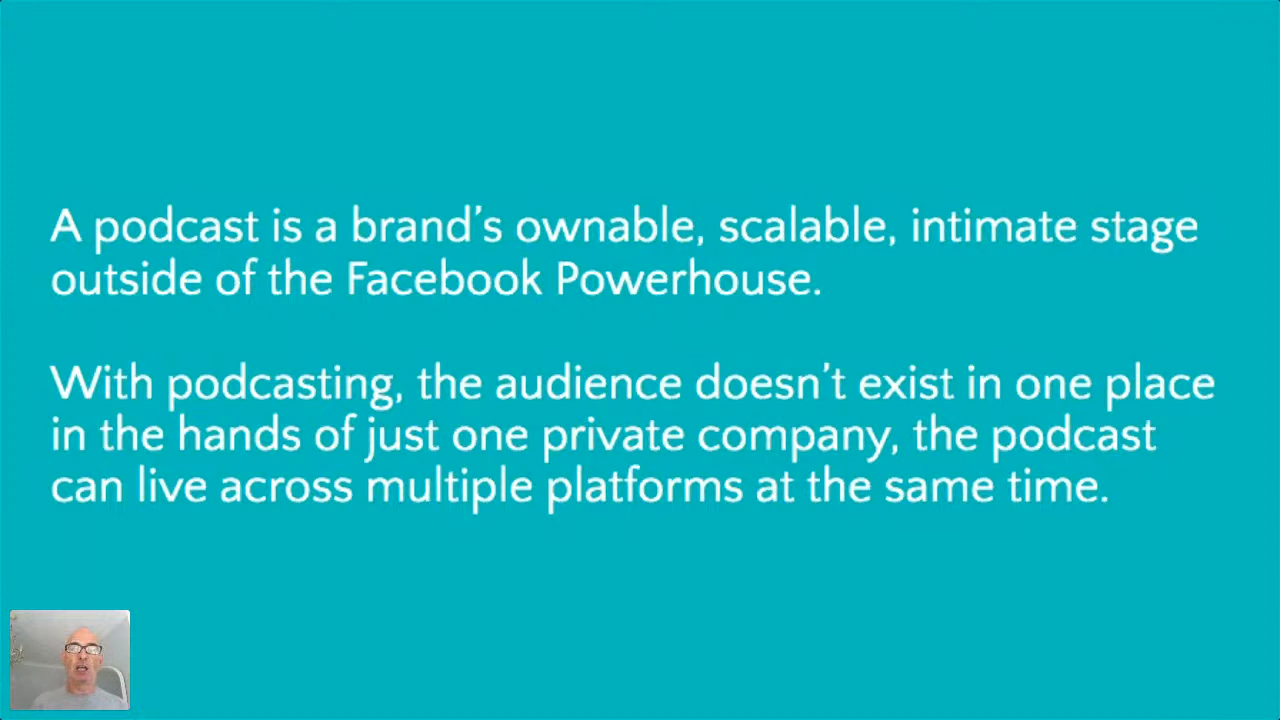 A podcast is a brand’s ownable, scalable, intimate stage
outside of the Facebook Powerhouse.
With podcasting, the audience doesn’t exist in one place
in the hands of just one private company, the podcast
can live across multiple platforms at the same time.